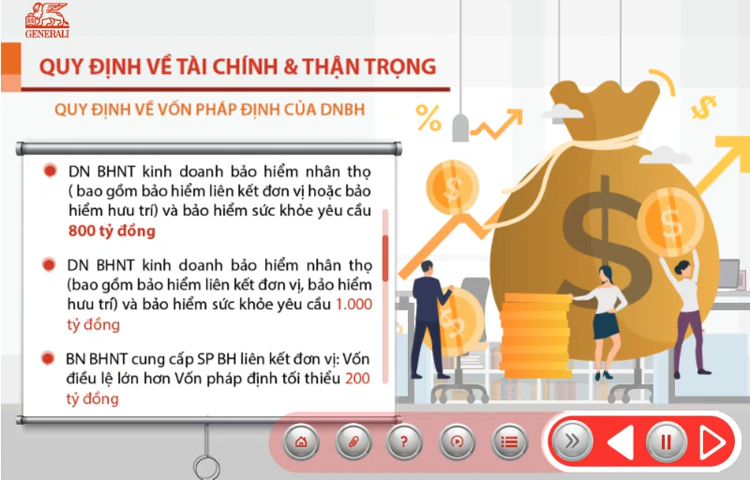 GENERALI
QUY ĐỊNH VỀ TÀI CHÍNH & THẬN TRỌNG
QUY ĐỊNH VỀ VỐN PHÁP ĐỊNH CỦA DNBH
DN BHNT kinh doanh bảo hiểm nhân thọ
( bao gồm bảo hiểm liên kết đơn vị hoặc bảo
hiểm hưu trí) và bảo hiểm sức khỏe yêu cầu
800 tỷ đồng
DN BHNT kinh doanh bảo hiểm nhân thọ
(bao gồm bảo hiểm liên kết đơn vị, bảo hiểm
hưu trí) và bảo hiểm sức khỏe yêu cầu 1.000
tỷ đồng
BN BHNT cung cấp SP BH liên kết đơn vị: Vốn
điều lệ lớn hơn Vốn pháp định tối thiểu 200
tỷ đồng